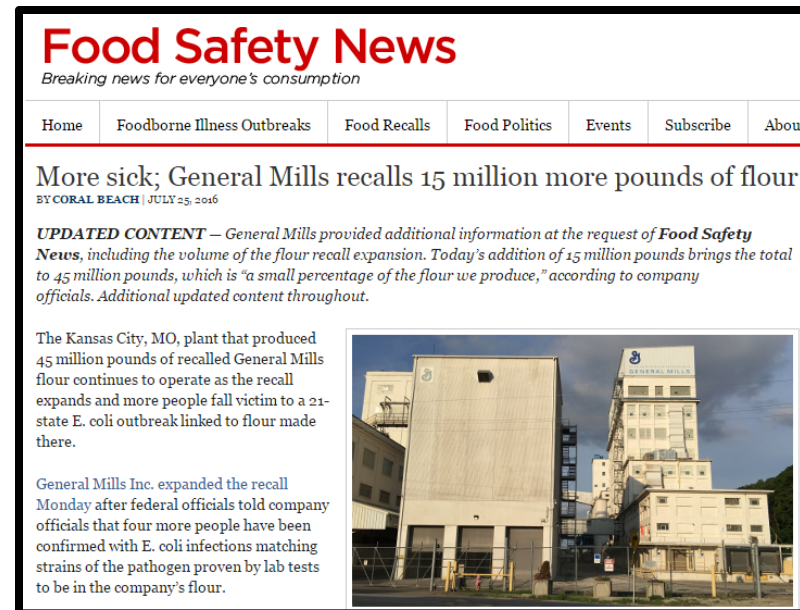 Food Safety News
Breaking news for everyone's consumption
Home Foodborne Illness Outbreaks Food Recalls Food Politics Events Subscribe Abou
More sick; General Mills recalls 15 million more pounds of flour
BY CORAL BEACH | JULY 25, 2016
UPDATED CONTENT — General Mills provided additional information at the request of Food Safety
News, including the volume of the flour recall expansion. Today's addition of 15 million pounds brings the total
to 45 million pounds, which is “a small percentage of the flour we produce,” according to company
officials. Additional updated content throughout.
The Kansas City, MO, plant that produced
45 million pounds of recalled General Mills
flour continues to operate as the recall
expands and more people fall victim to a 21-
state E. coli outbreak linked to flour made
there.
General Mills Inc. expanded the recall
Monday after federal officials told company
officials that four more people have been
confirmed with E. coli infections matching
strains of the pathogen proven by lab tests
to be in the company's flour.
GENERAL MILLS